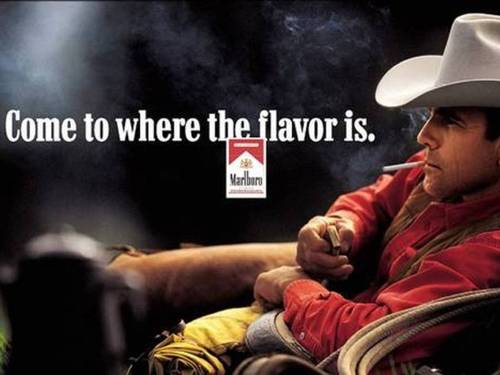 Come to where the flavor is.
Marlboro